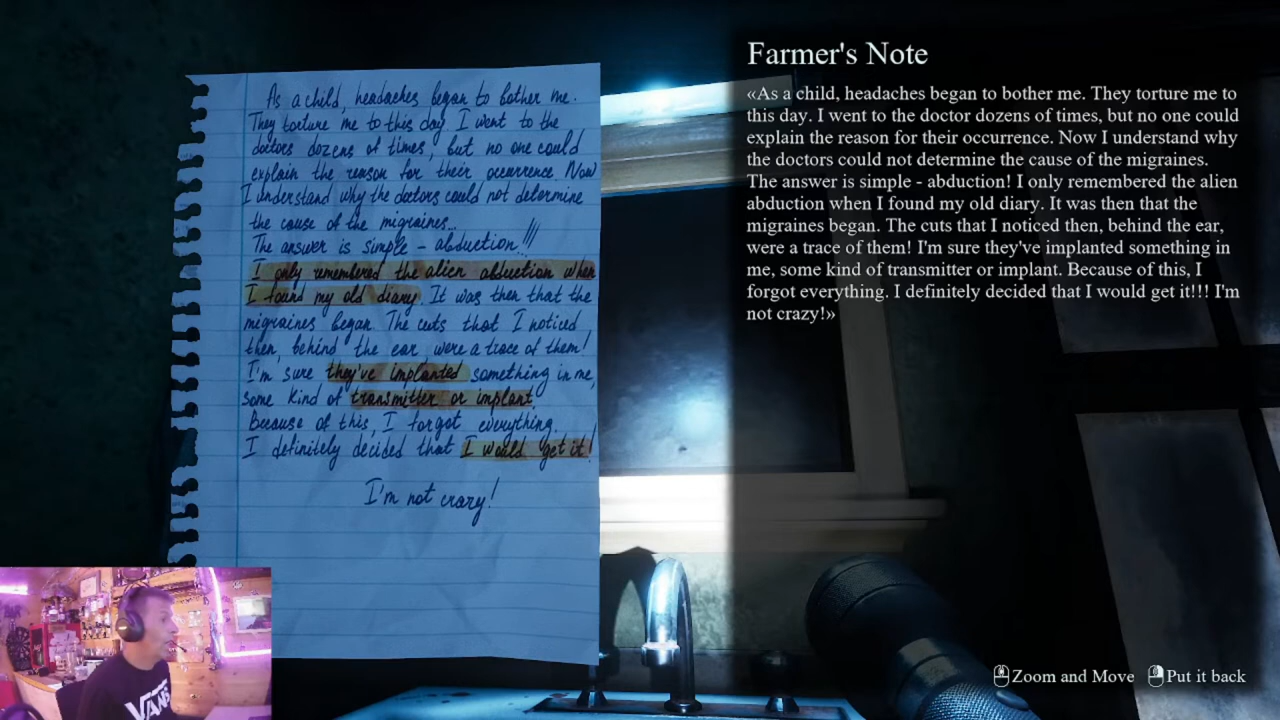 As a child, headaches began to bother me.
They torture me to this day I went to the
doctors dozens of times, but no one could
explain the reason for their occurrence. Now
I understand why the doctors could not determine
the cause of the migraines...
The answer is simple - abduction!!!
I only remembered the alien abduction when
I found my old diary. It was then that the
migraines began. The cuts that I noticed
then, behind the ear, were a trace of them!
I'm sure they've implanted something in me,
some kind of transmitter or implant.
Because of this, I forgot everything.
I definitely decided that I would get it!
I'm not crazy!
Farmer's Note
«As a child, headaches began to bother me. They torture me to
this day. I went to the doctor dozens of times, but no one could
explain the reason for their occurrence. Now I understand why
the doctors could not determine the cause of the migraines.
The answer is simple - abduction! I only remembered the alien
abduction when I found my old diary. It was then that the
migraines began. The cuts that I noticed then, behind the ear,
were a trace of them! I'm sure they've implanted something in
me, some kind of transmitter or implant. Because of this, I
forgot everything. I definitely decided that I would get it!!! I'm
not crazy!»
Zoom and Move
Put it back
VANS